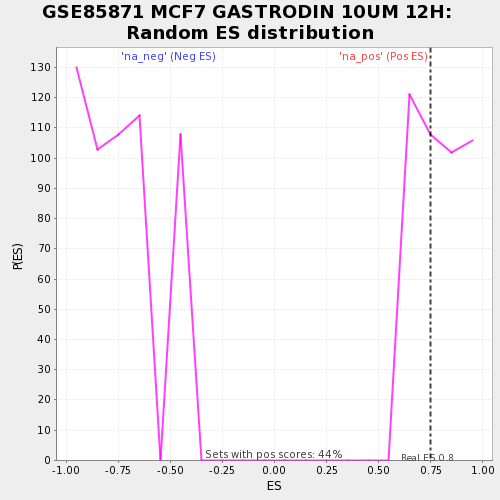 GSE85871 MCF7 GASTRODIN 10UM 12H:
Random ES distribution
'na_neg' (Neg ES)
'na_pos' (Pos ES)
130
120
110
100
90
80
70
60
50
40
30
20
10
0
P(ES)
Sets with pos scores: 44%
Real ES 0.8
-1.00
-0.75
-0.50
-0.25
0.00
0.25
0.50
0.75
1.00
ES